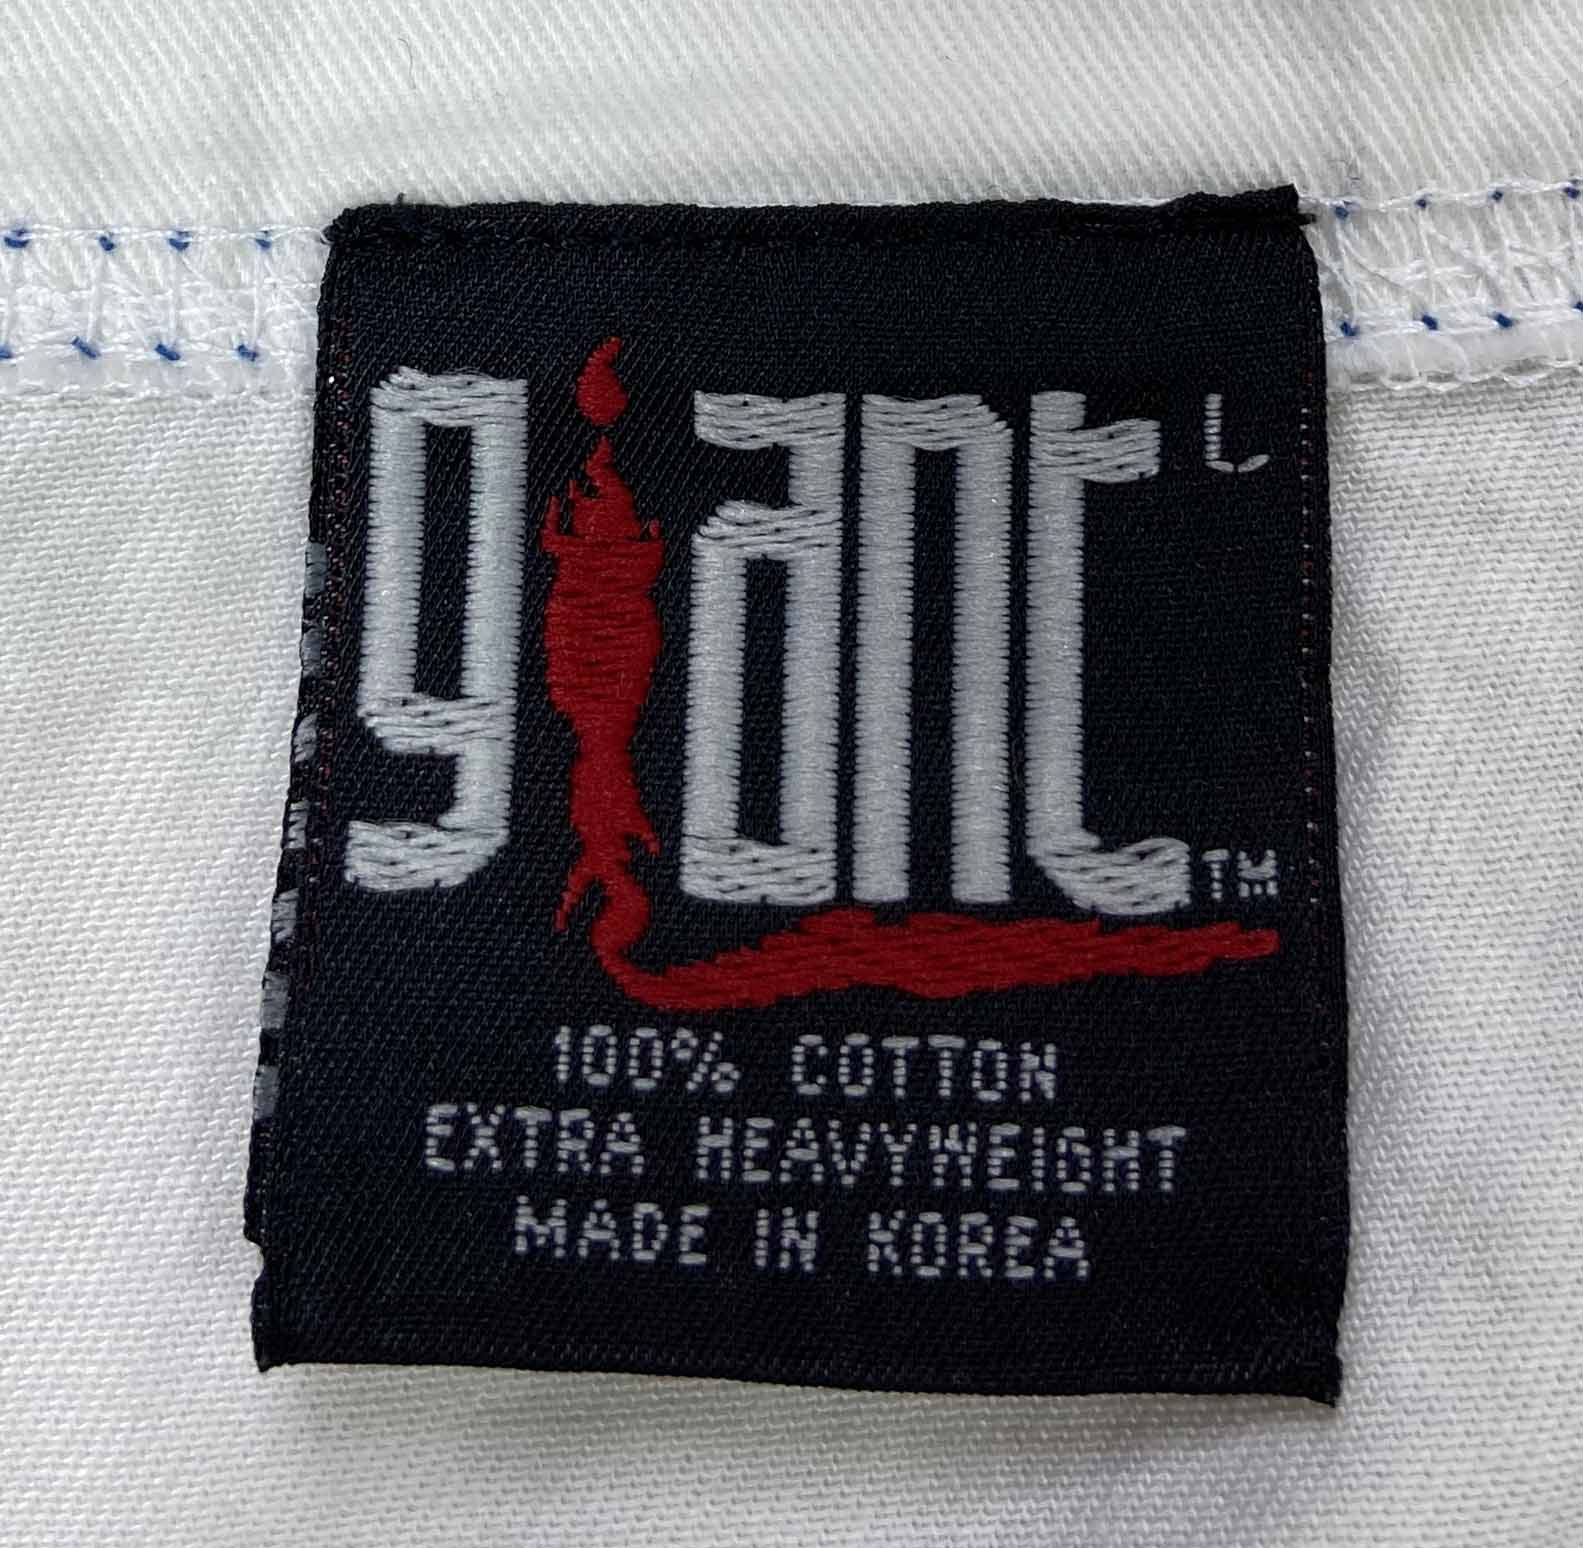 giant L
TM
100% COTTON
EXTRA HEAVYWEIGHT
MADE IN KOREA